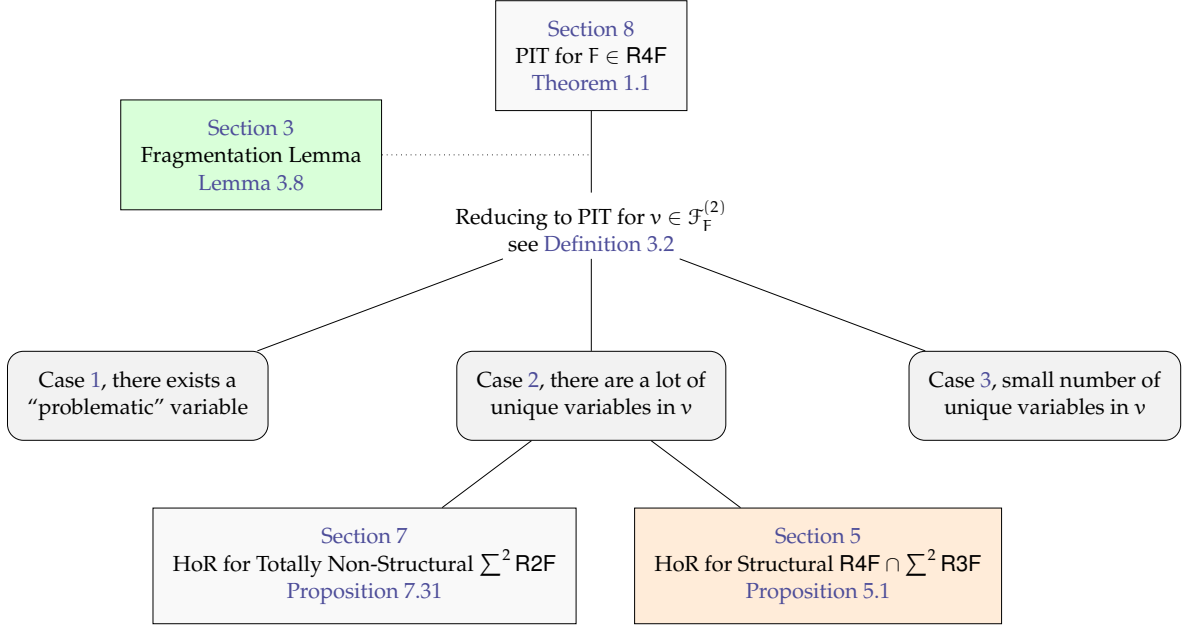 Section 8
PIT for F ∈ R4F
Theorem 1.1
Section 3
Fragmentation Lemma
Lemma 3.8
Reducing to PIT for ν ∈ ℱ_F^{(2)}
see Definition 3.2
Case 1, there exists a
“problematic” variable
Case 2, there are a lot of
unique variables in ν
Case 3, small number of
unique variables in ν
Section 7
HoR for Totally Non-Structural ∑² R2F
Proposition 7.31
Section 5
HoR for Structural R4F ∩ ∑² R3F
Proposition 5.1